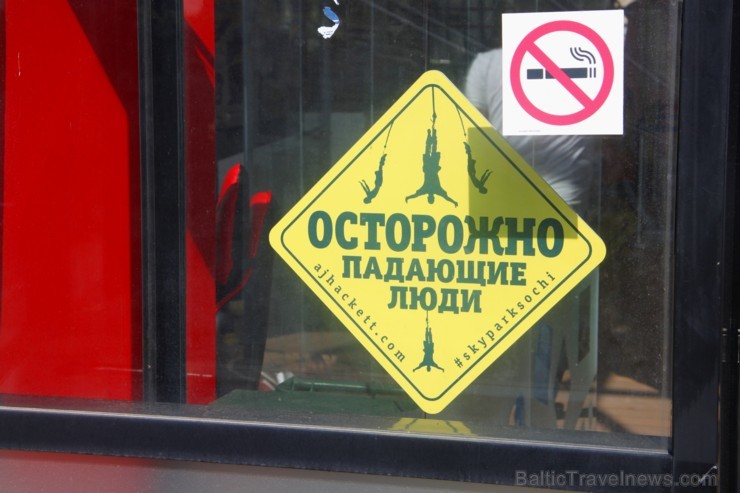 ОСТОРОЖНО
ПАДАЮЩИЕ
ЛЮДИ
ajhackett.com
#skyparksochi
BalticTravelnews.com